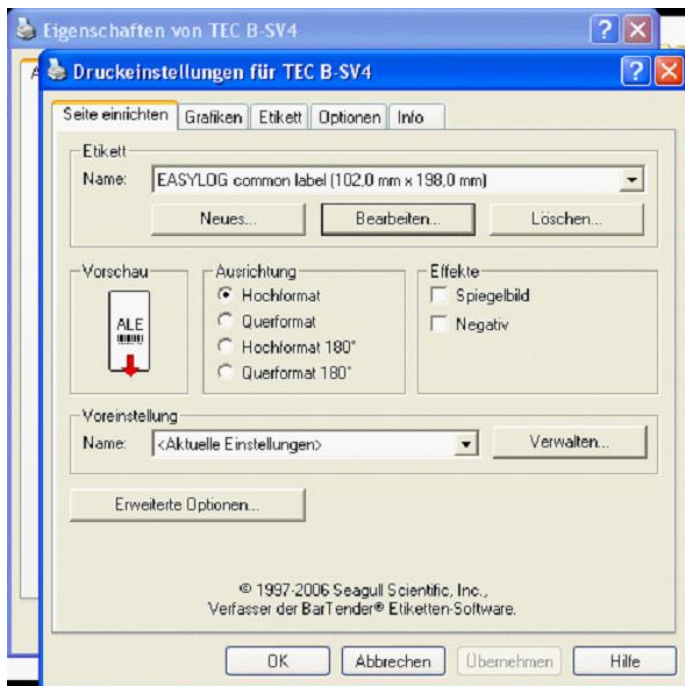 Eigenschaften von TEC B-SV4
Druckeinstellungen für TEC B-SV4
Seite einrichten Grafiken Etikett Optionen Info
Etikett
Name: EASYLOG common label (102,0 mm x 198,0 mm)
Neues... Bearbeiten... Löschen...
Vorschau
ALE
Ausrichtung
Hochformat
Querformat
Hochformat 180°
Querformat 180°
Effekte
Spiegelbild
Negativ
Voreinstellung
Name: <Aktuelle Einstellungen> Verwalten...
Erweiterte Optionen...
© 1997-2006 Seagull Scientific, Inc.,
Verfasser der BarTender® Etiketten-Software.
OK Abbrechen Übernehmen Hilfe